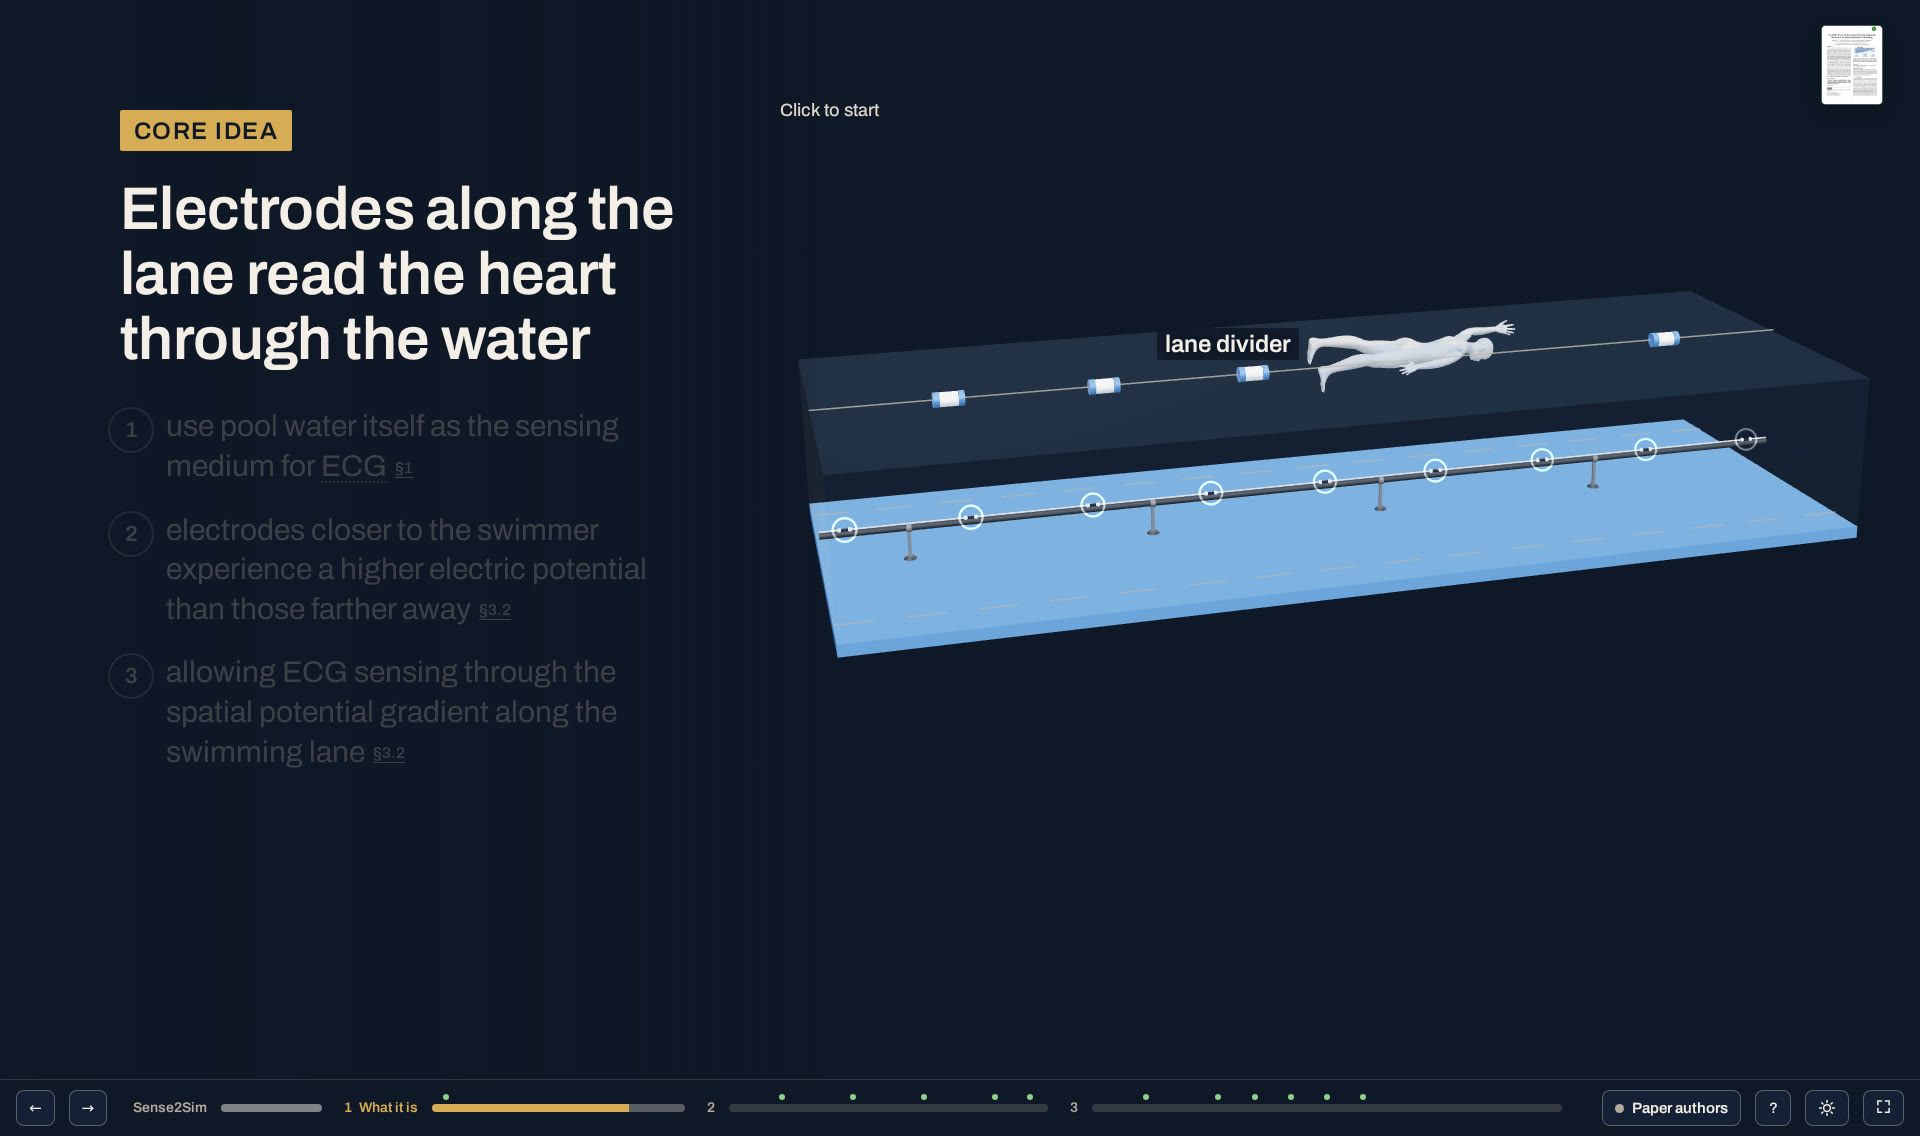 CORE IDEA
Electrodes along the
lane read the heart
through the water
1 use pool water itself as the sensing
medium for ECG §1
2 electrodes closer to the swimmer
experience a higher electric potential
than those farther away §3.2
3 allowing ECG sensing through the
spatial potential gradient along the
swimming lane §3.2
Click to start
lane divider
← → Sense2Sim 1 What it is 2 3 Paper authors ?